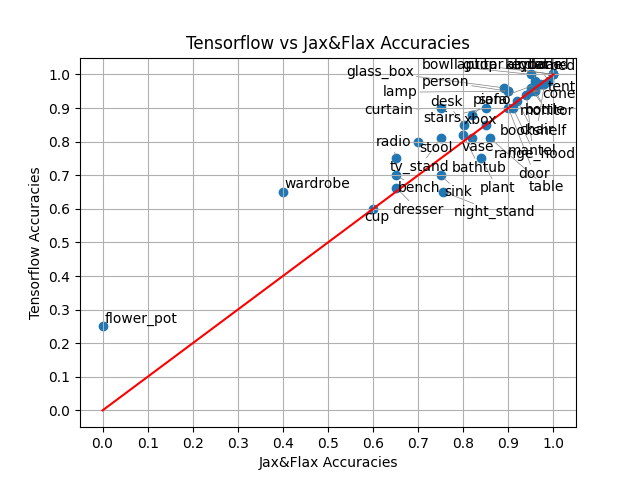 Tensorflow vs Jax&Flax Accuracies
bowl
laptop
guitar
bed
glass_box
person
tent
lamp
cone
desk
piano
sofa
curtain
bottle
monitor
stairs
xbox
chair
bookshelf
radio
stool
vase
mantel
range_hood
tv_stand
bathtub
door
wardrobe
bench
sink
plant
table
dresser
night_stand
cup
flower_pot
1.0
0.9
0.8
0.7
0.6
0.5
0.4
0.3
0.2
0.1
0.0
Tensorflow Accuracies
0.0 0.1 0.2 0.3 0.4 0.5 0.6 0.7 0.8 0.9 1.0
Jax&Flax Accuracies